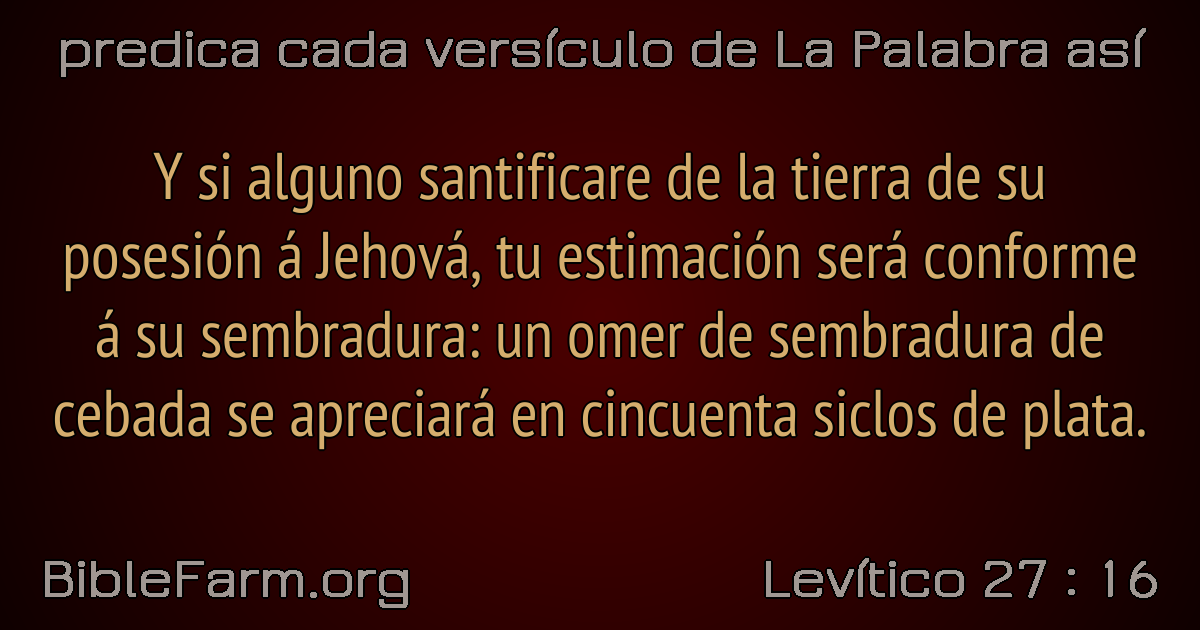 predica cada versículo de La Palabra así
Y si alguno santificare de la tierra de su
posesión á Jehová, tu estimación será conforme
á su sembradura: un omer de sembradura de
cebada se apreciará en cincuenta siclos de plata.
BibleFarm.org
Levítico 27 : 16